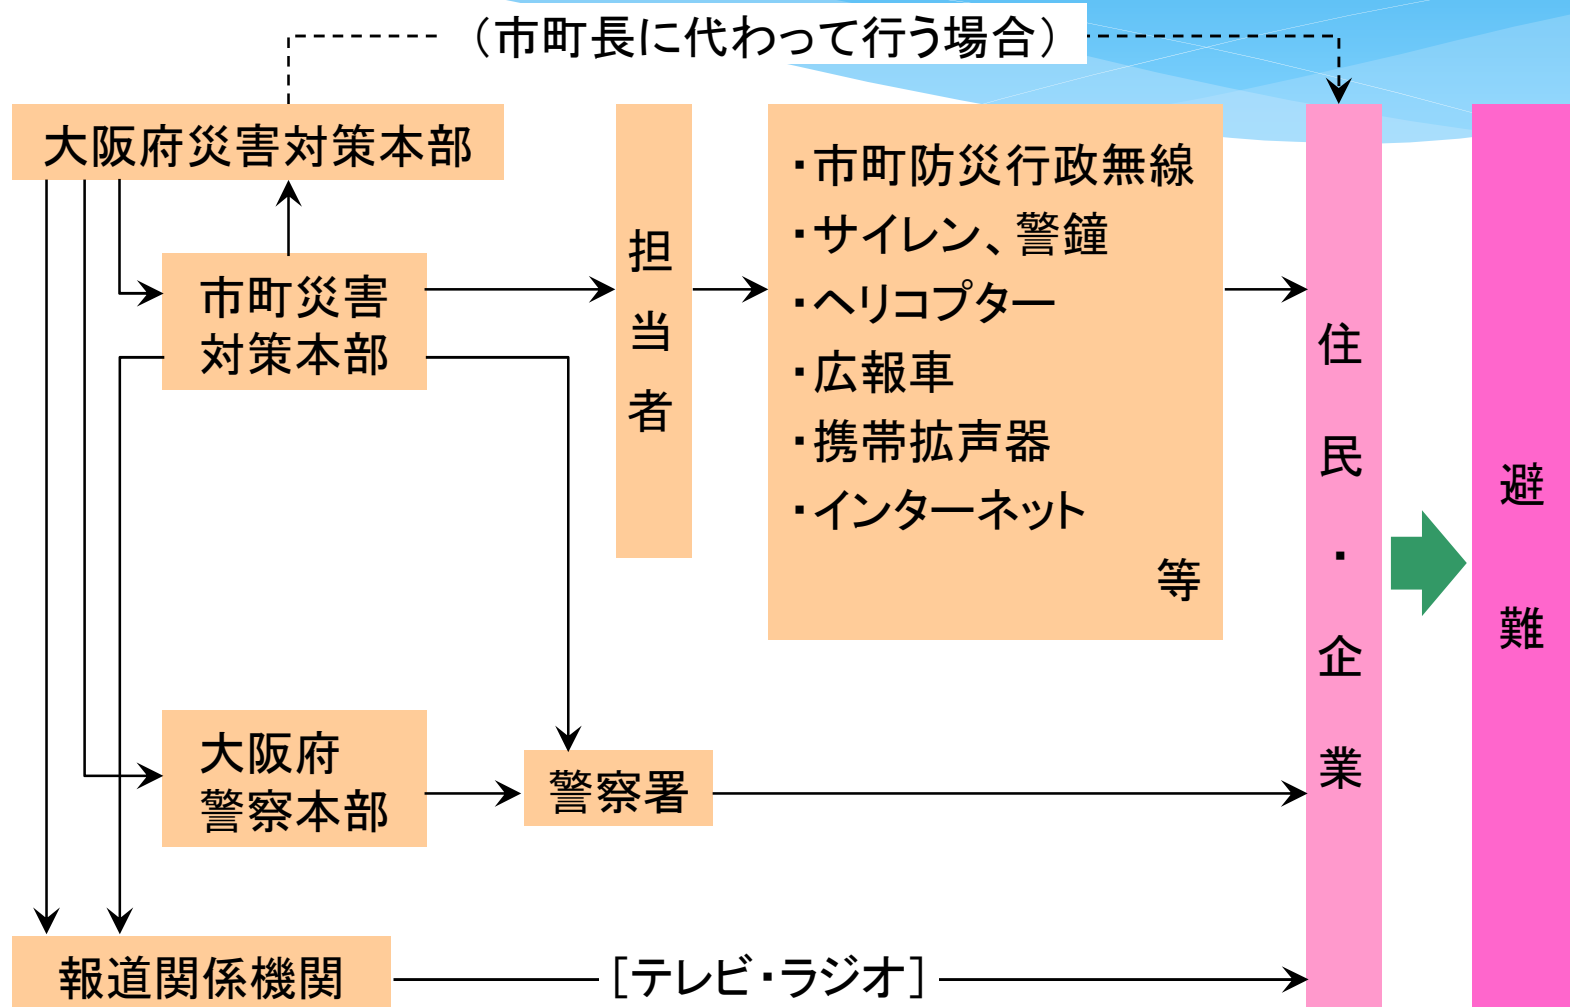 （市町長に代わって行う場合）
大阪府災害対策本部
市町災害
対策本部
担当者
・市町防災行政無線
・サイレン、警鐘
・ヘリコプター
・広報車
・携帯拡声器
・インターネット
等
住民・企業
避難
大阪府
警察本部
警察署
報道関係機関
［テレビ・ラジオ］